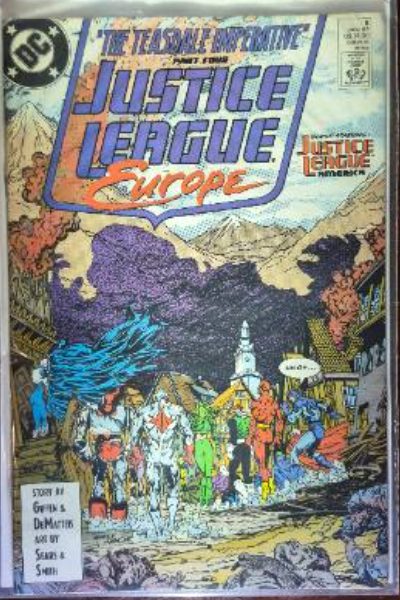 DC
"THE TEASDALE IMPERATIVE"
PART FOUR
JUSTICE
LEAGUE
Europe
JUSTICE
LEAGUE
AMERICA
STORY BY
GIFFEN &
DEMATTEIS
ART BY
SEARS &
SMITH